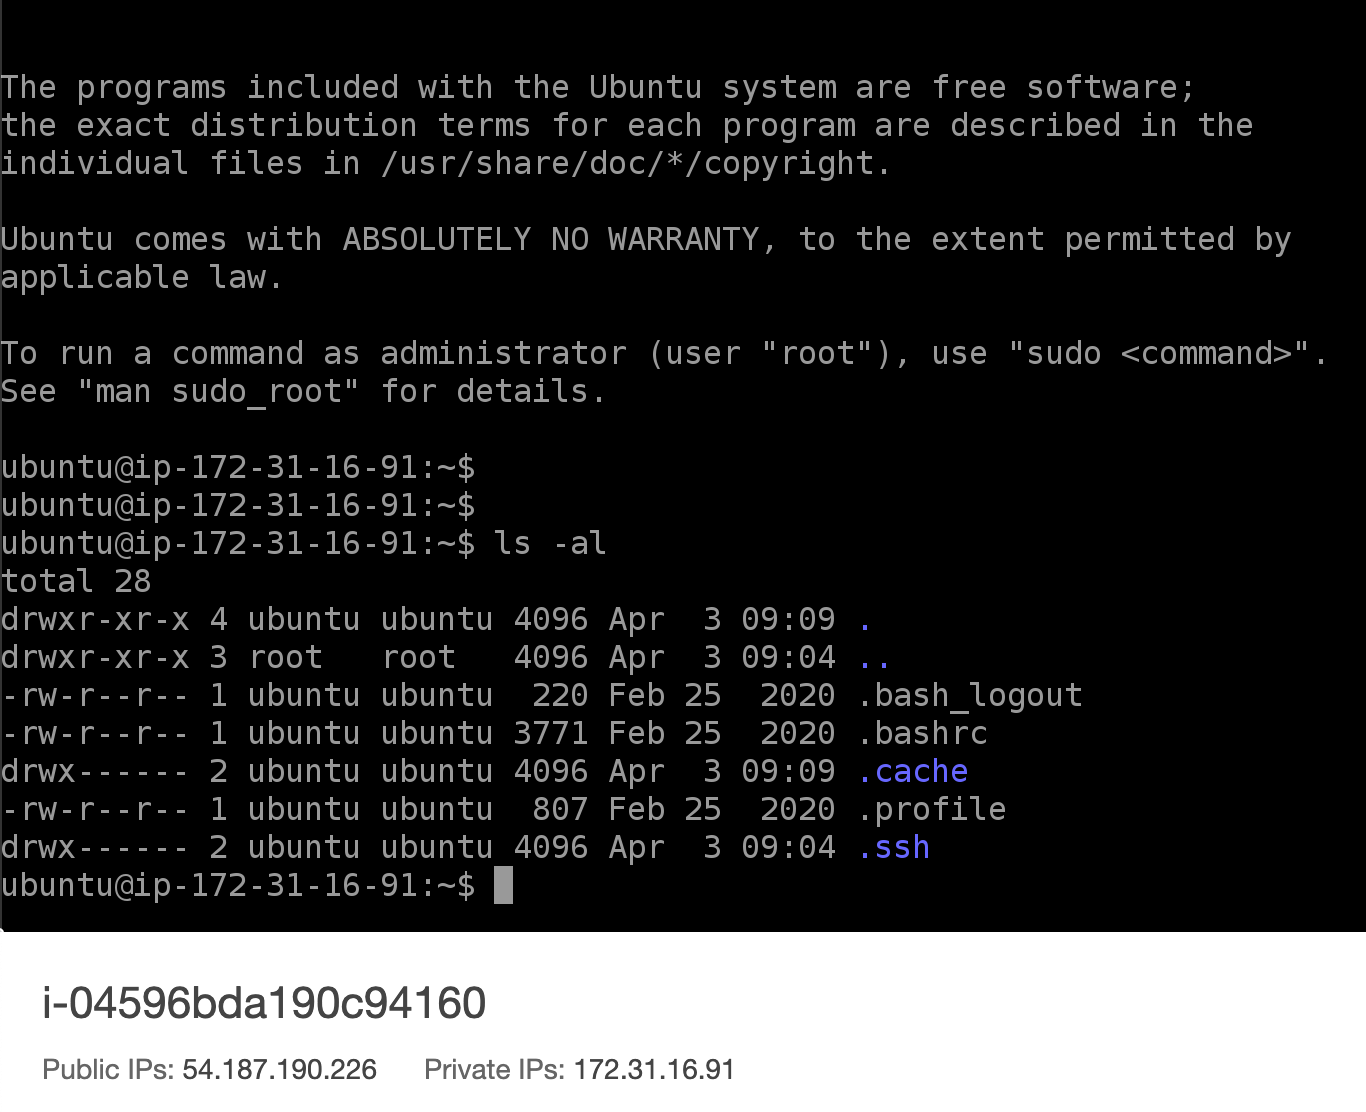 The programs included with the Ubuntu system are free software;
the exact distribution terms for each program are described in the
individual files in /usr/share/doc/*/copyright.

Ubuntu comes with ABSOLUTELY NO WARRANTY, to the extent permitted by
applicable law.

To run a command as administrator (user "root"), use "sudo <command>".
See "man sudo_root" for details.

ubuntu@ip-172-31-16-91:~$
ubuntu@ip-172-31-16-91:~$
ubuntu@ip-172-31-16-91:~$ ls -al
total 28
drwxr-xr-x 4 ubuntu ubuntu 4096 Apr  3 09:09 .
drwxr-xr-x 3 root   root   4096 Apr  3 09:04 ..
-rw-r--r-- 1 ubuntu ubuntu  220 Feb 25  2020 .bash_logout
-rw-r--r-- 1 ubuntu ubuntu 3771 Feb 25  2020 .bashrc
drwx------ 2 ubuntu ubuntu 4096 Apr  3 09:09 .cache
-rw-r--r-- 1 ubuntu ubuntu  807 Feb 25  2020 .profile
drwx------ 2 ubuntu ubuntu 4096 Apr  3 09:04 .ssh
ubuntu@ip-172-31-16-91:~$
i-04596bda190c94160
Public IPs: 54.187.190.226    Private IPs: 172.31.16.91